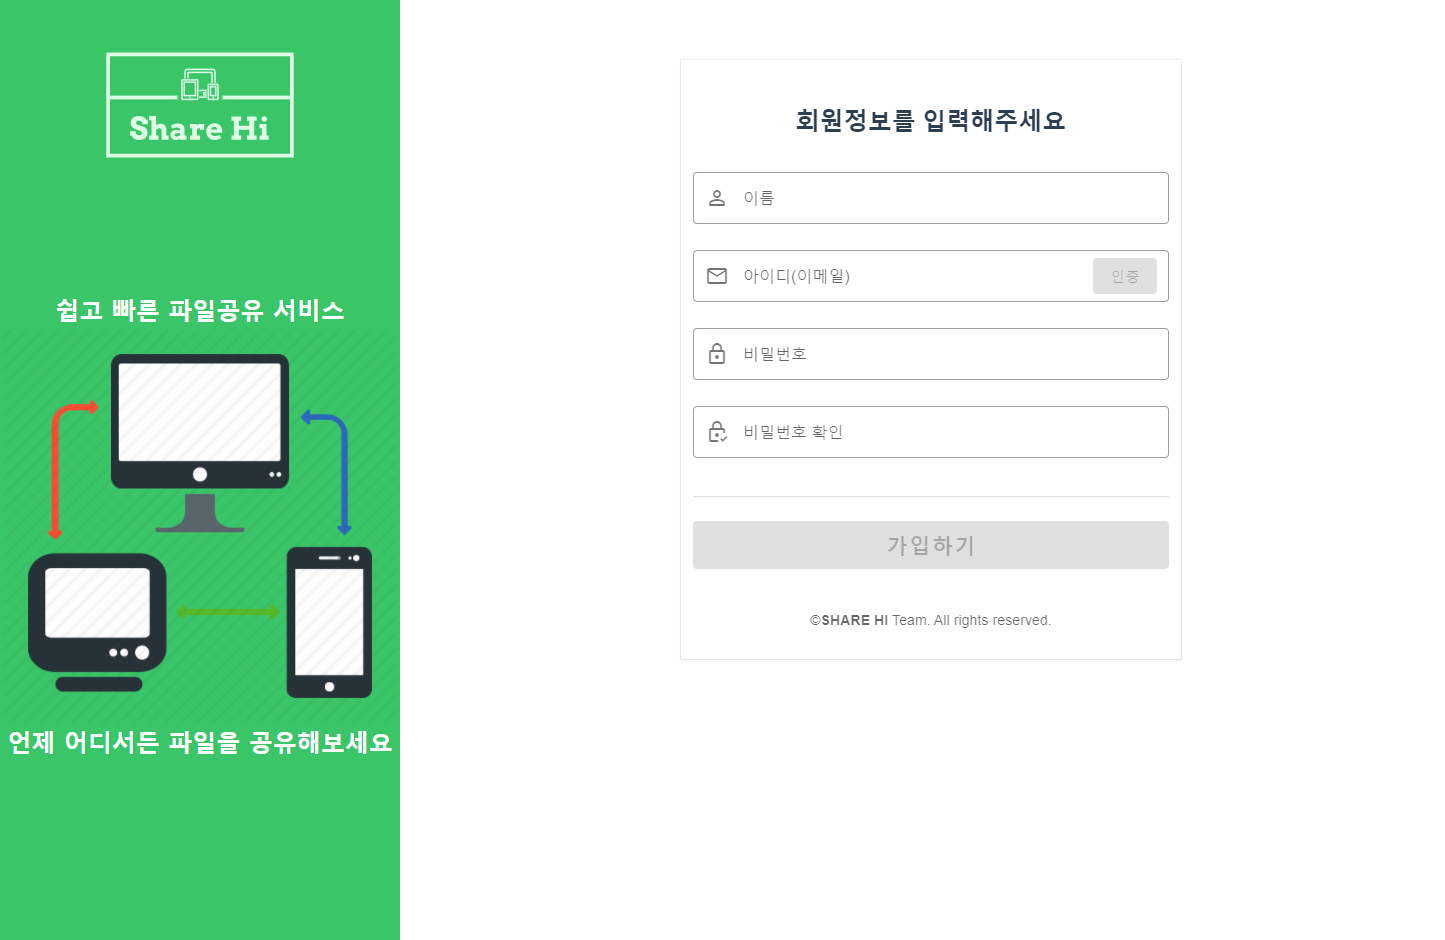 Share Hi
쉽고 빠른 파일공유 서비스
언제 어디서든 파일을 공유해보세요
회원정보를 입력해주세요
이름
아이디(이메일)
인증
비밀번호
비밀번호 확인
가입하기
©SHARE HI Team. All rights reserved.